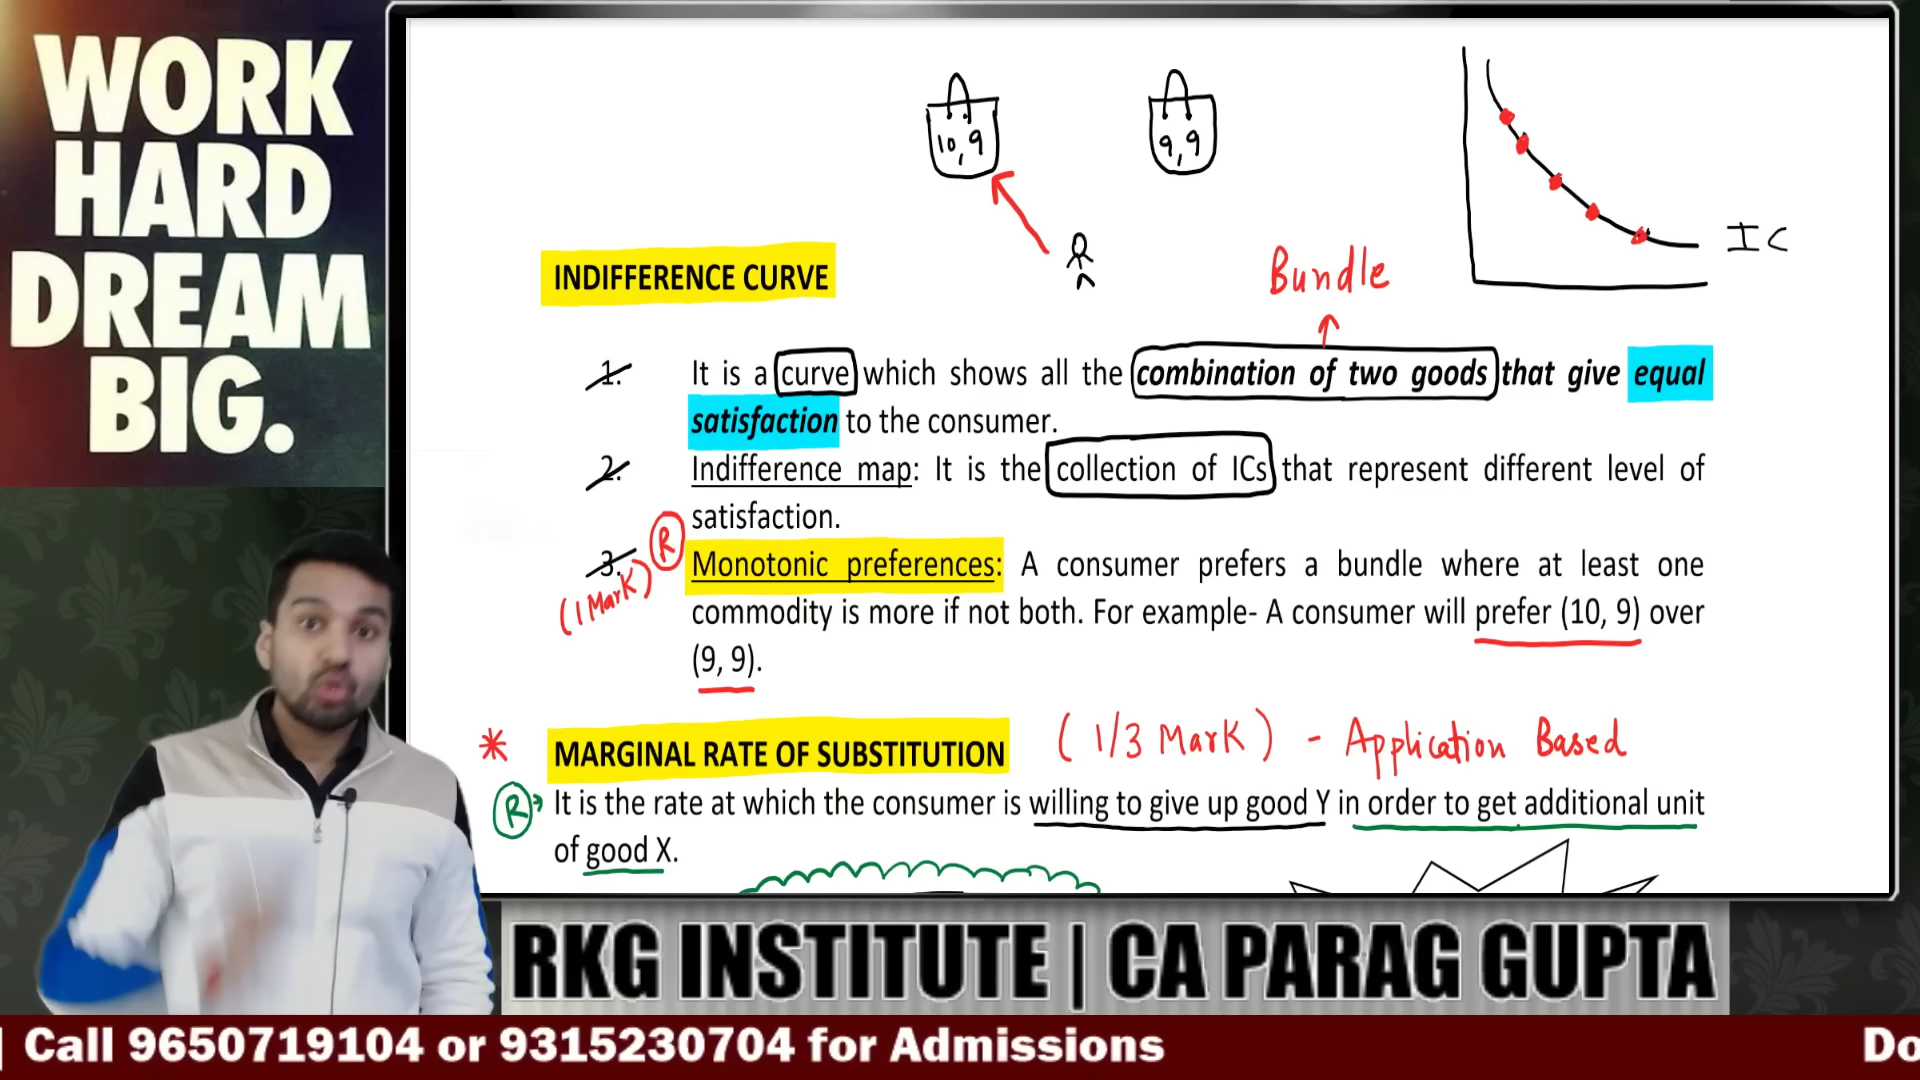 WORK
HARD
DREAM
BIG.
10,9
9,9
IC
Bundle
INDIFFERENCE CURVE
1. It is a curve which shows all the combination of two goods that give equal
satisfaction to the consumer.
2. Indifference map: It is the collection of ICs that represent different level of
satisfaction.
R
3. Monotonic preferences: A consumer prefers a bundle where at least one
(1 Mark)
commodity is more if not both. For example- A consumer will prefer (10, 9) over
(9, 9).
* MARGINAL RATE OF SUBSTITUTION (1/3 Mark) - Application Based
R It is the rate at which the consumer is willing to give up good Y in order to get additional unit
of good X.
RKG INSTITUTE | CA PARAG GUPTA
| Call 9650719104 or 9315230704 for Admissions Do